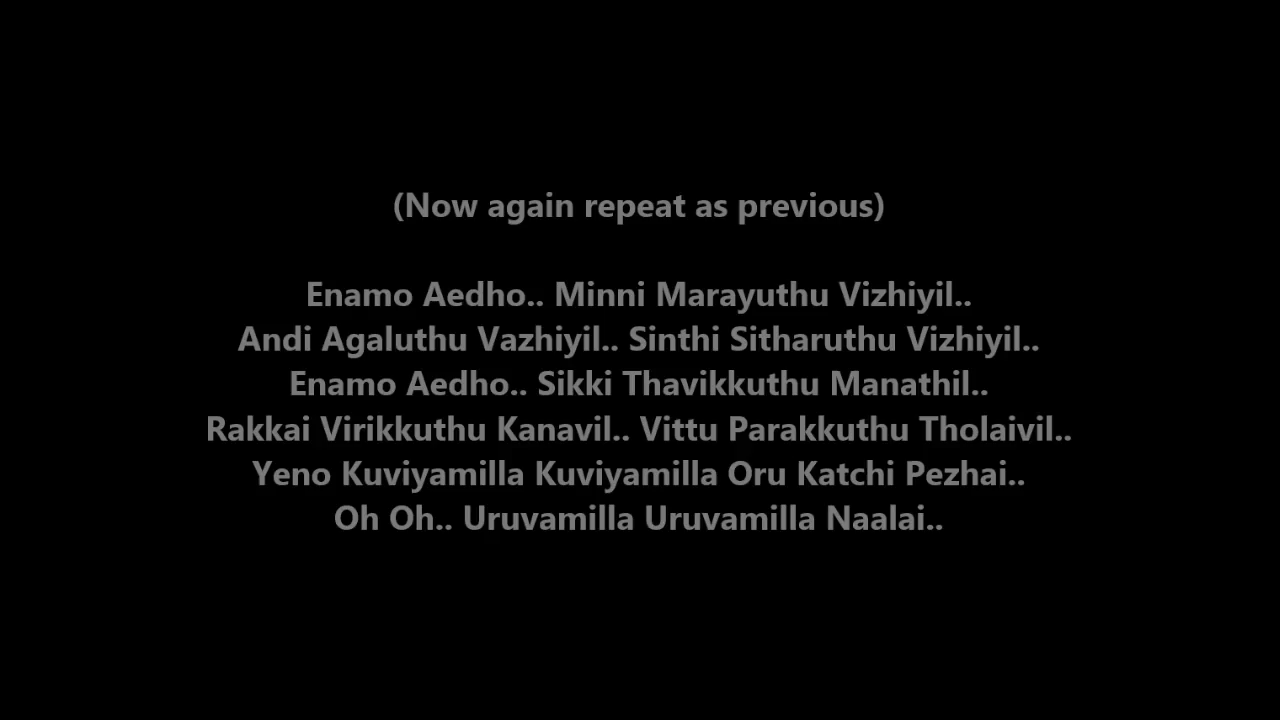 (Now again repeat as previous)
Enamo Aedho.. Minni Marayuthu Vizhiyil..
Andi Agaluthu Vazhiyil.. Sinthi Sitharuthu Vizhiyil..
Enamo Aedho.. Sikki Thavikkuthu Manathil..
Rakkai Virikkuthu Kanavil.. Vittu Parakkuthu Tholaivil..
Yeno Kuviyamilla Kuviyamilla Oru Katchi Pezhai..
Oh Oh.. Uruvamilla Uruvamilla Naalai..